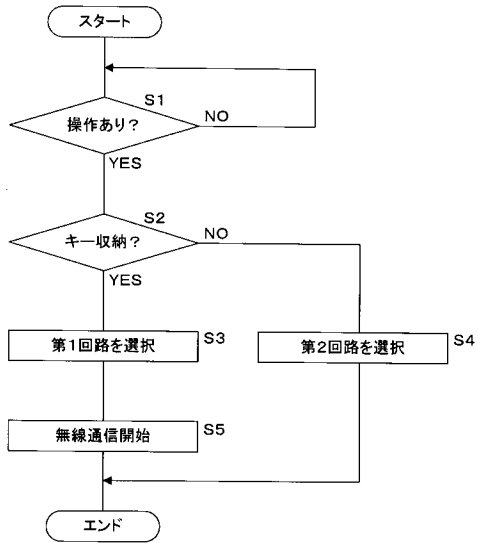 スタート
S1
操作あり?
NO
YES
S2
キー収納?
NO
YES
第1回路を選択
S3
第2回路を選択
S4
無線通信開始
S5
エンド